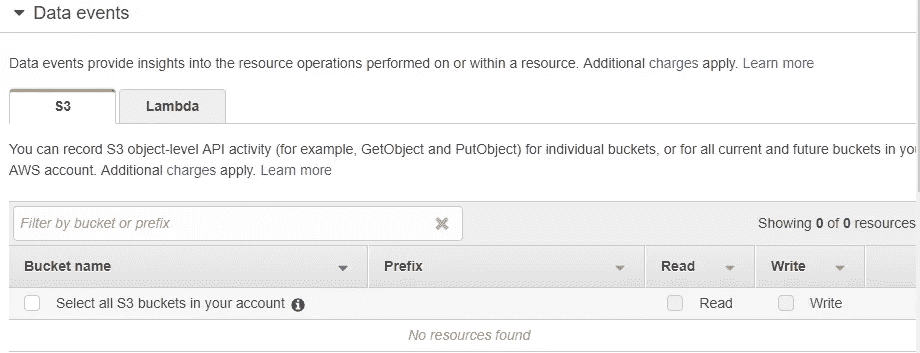 Data events
Data events provide insights into the resource operations performed on or within a resource. Additional charges apply. Learn more
S3 Lambda
You can record S3 object-level API activity (for example, GetObject and PutObject) for individual buckets, or for all current and future buckets in you
AWS account. Additional charges apply. Learn more
Filter by bucket or prefix Showing 0 of 0 resources
Bucket name Prefix Read Write
Select all S3 buckets in your account Read Write
No resources found